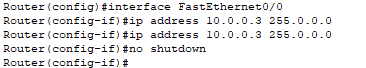 Router(config)#interface FastEthernet0/0
Router(config-if)#ip address 10.0.0.3 255.0.0.0
Router(config-if)#ip address 10.0.0.3 255.0.0.0
Router(config-if)#no shutdown
Router(config-if)#